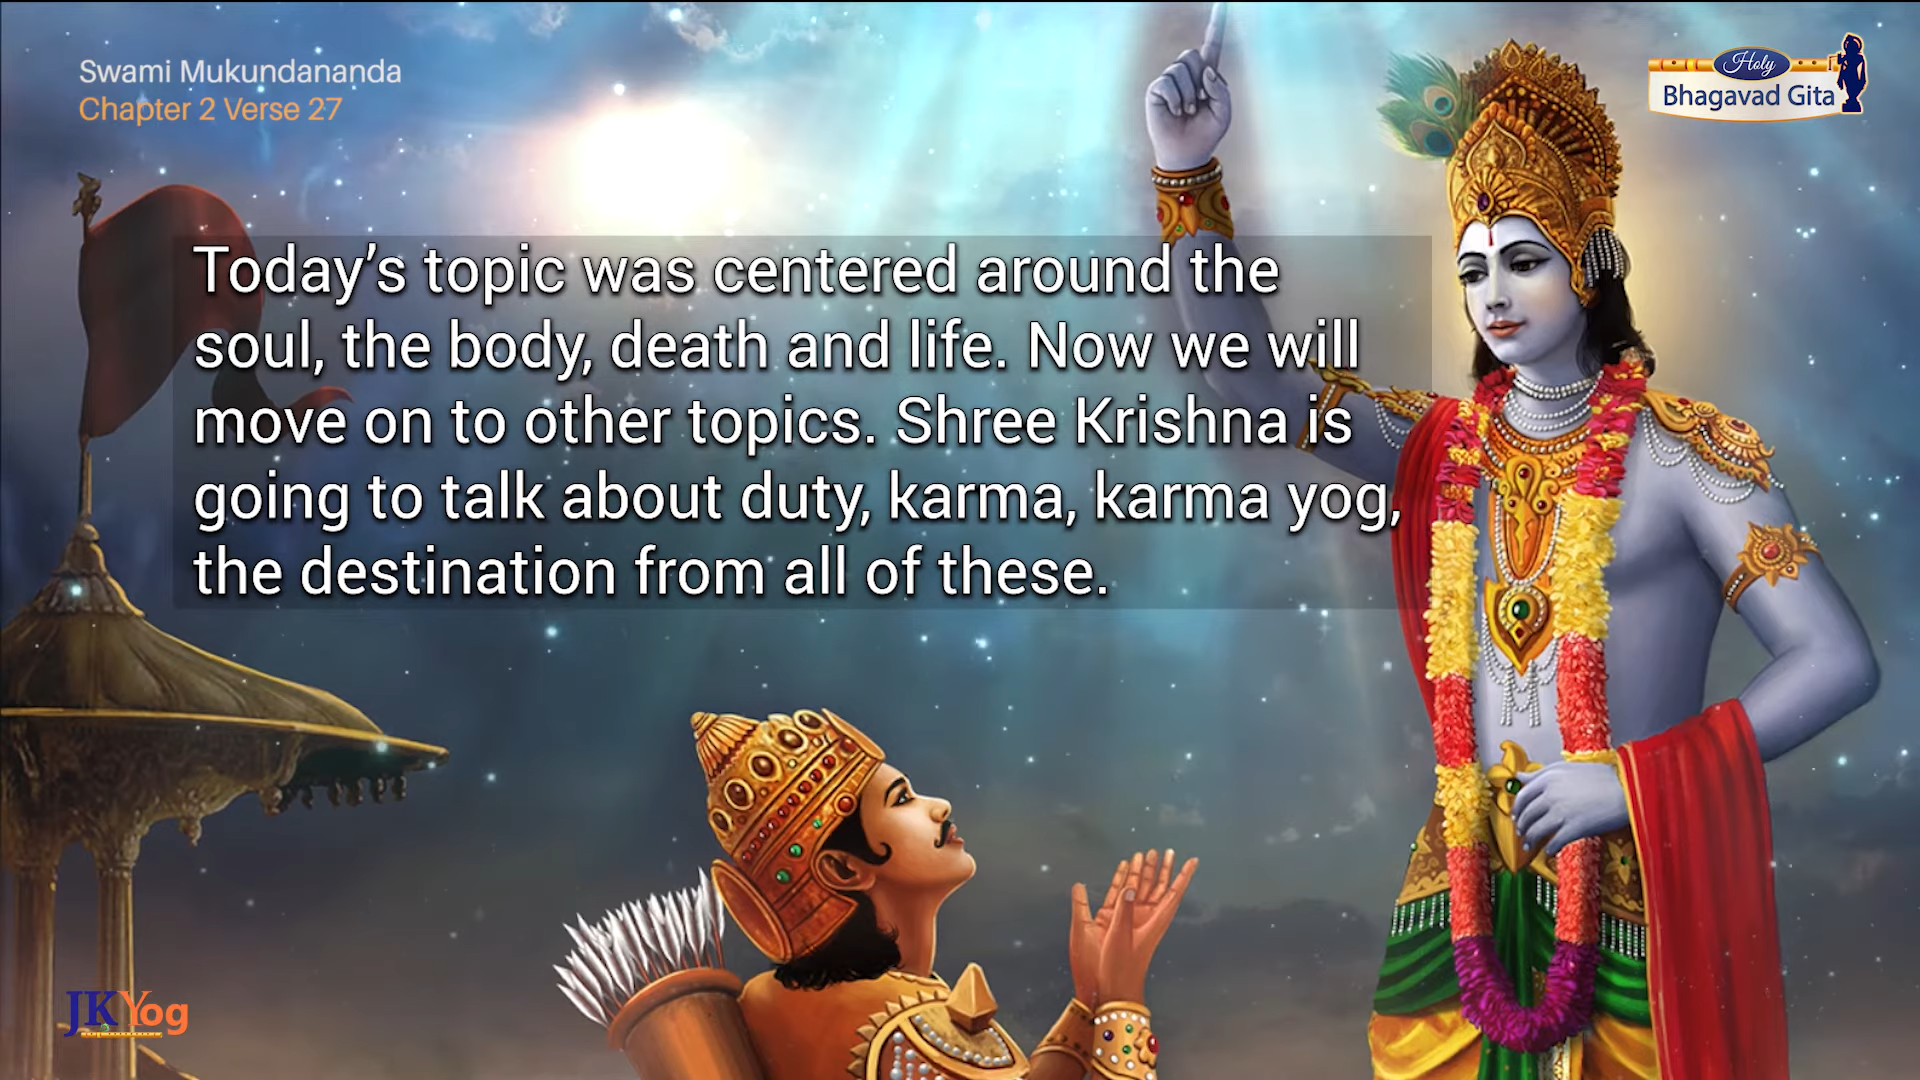 Swami Mukundananda
Chapter 2 Verse 27
Holy
Bhagavad Gita
Today’s topic was centered around the
soul, the body, death and life. Now we will
move on to other topics. Shree Krishna is
going to talk about duty, karma, karma yog,
the destination from all of these.
JKYog